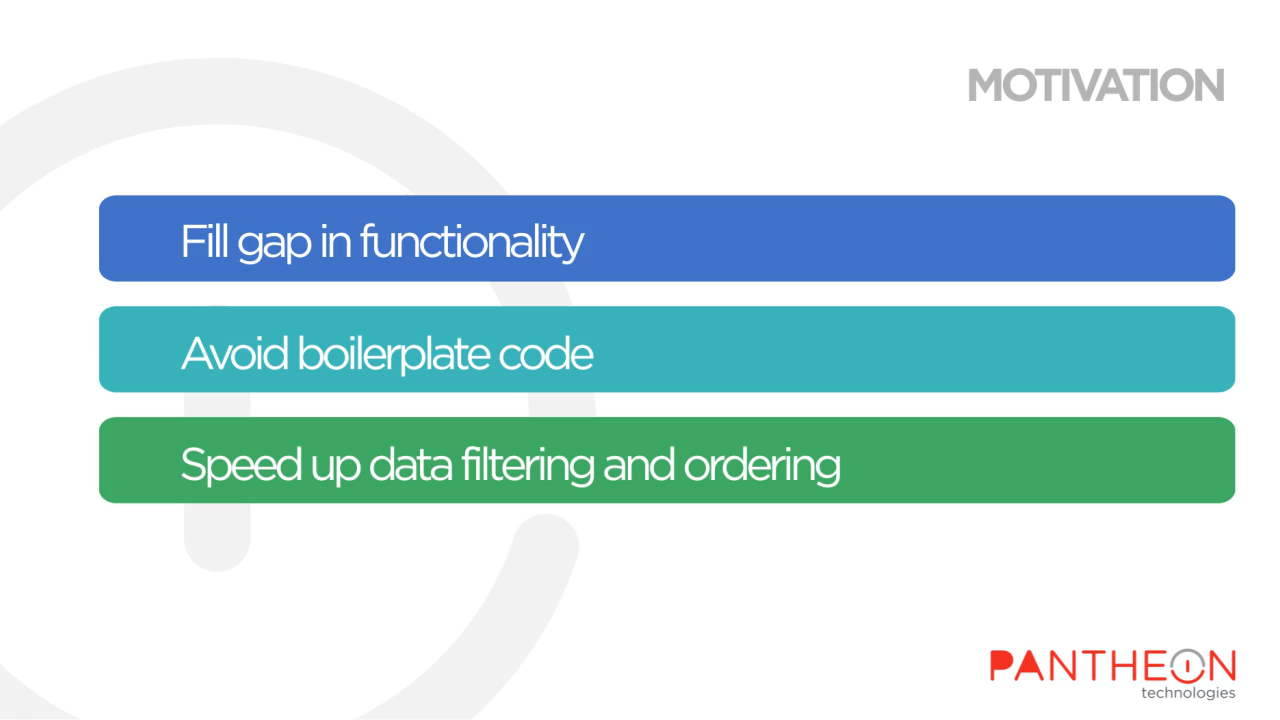 MOTIVATION
Fill gap in functionality
Avoid boilerplate code
Speed up data filtering and ordering
PANTHEON
technologies